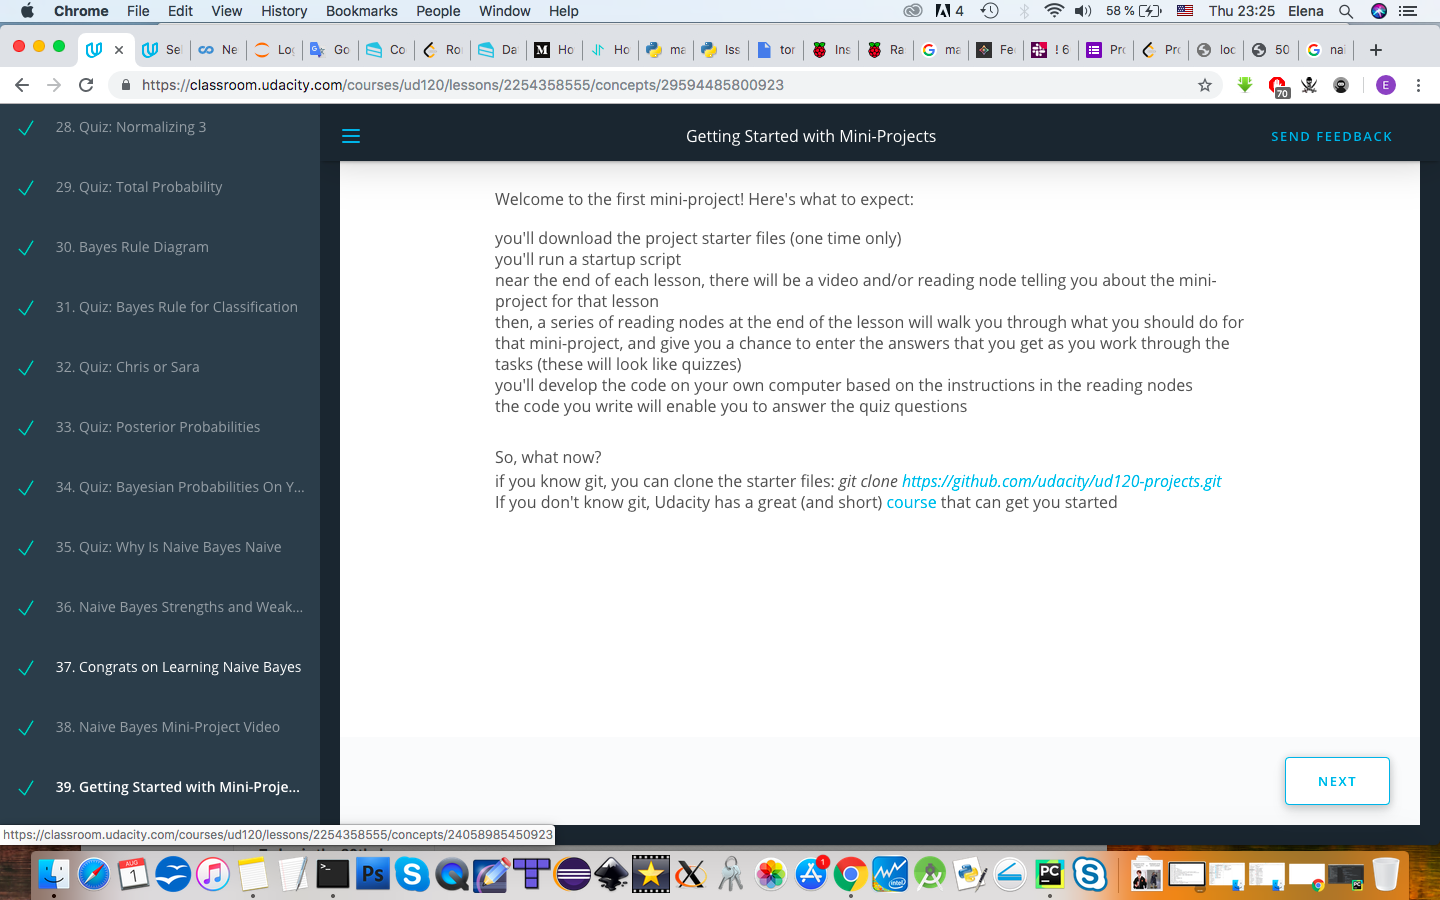 Chrome File Edit View History Bookmarks People Window Help 4 58 % Thu 23:25 Elena
Sel Ne Lo Go Co Ro Da Ho Ho ma Iss tor Ins Ra ma Fee ! 6 Pro Pro loc 50 nai
https://classroom.udacity.com/courses/ud120/lessons/2254358555/concepts/29594485800923 70 E
28. Quiz: Normalizing 3
29. Quiz: Total Probability
30. Bayes Rule Diagram
31. Quiz: Bayes Rule for Classification
32. Quiz: Chris or Sara
33. Quiz: Posterior Probabilities
34. Quiz: Bayesian Probabilities On Y...
35. Quiz: Why Is Naive Bayes Naive
36. Naive Bayes Strengths and Weak...
37. Congrats on Learning Naive Bayes
38. Naive Bayes Mini-Project Video
39. Getting Started with Mini-Proje...
Getting Started with Mini-Projects
SEND FEEDBACK
Welcome to the first mini-project! Here's what to expect:
you'll download the project starter files (one time only)
you'll run a startup script
near the end of each lesson, there will be a video and/or reading node telling you about the mini-
project for that lesson
then, a series of reading nodes at the end of the lesson will walk you through what you should do for
that mini-project, and give you a chance to enter the answers that you get as you work through the
tasks (these will look like quizzes)
you'll develop the code on your own computer based on the instructions in the reading nodes
the code you write will enable you to answer the quiz questions
So, what now?
if you know git, you can clone the starter files: git clone https://github.com/udacity/ud120-projects.git
If you don't know git, Udacity has a great (and short) course that can get you started
NEXT
https://classroom.udacity.com/courses/ud120/lessons/2254358555/concepts/24058985450923
AUG
1
Ps
intel
1
PC